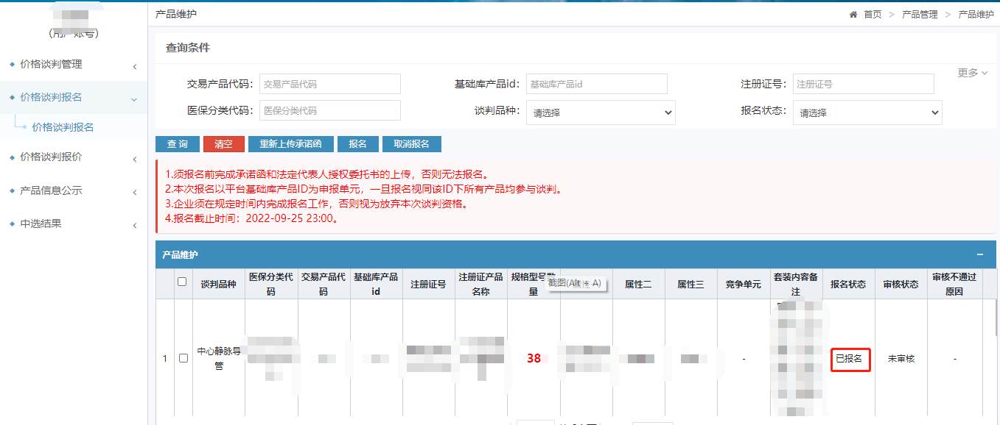 产品维护
首页 > 产品管理 > 产品维护
(用户账号)
价格谈判管理
价格谈判报名
价格谈判报名
价格谈判报价
产品信息公示
中选结果
查询条件
更多
交易产品代码： 交易产品代码
基础库产品id： 基础库产品id
注册证号： 注册证号
医保分类代码： 医保分类代码
谈判品种： 请选择
报名状态： 请选择
查 询 清空 重新上传承诺函 报名 取消报名
1.须报名前完成承诺函和法定代表人授权委托书的上传，否则无法报名。
2.本次报名以平台基础库产品ID为申报单元，一旦报名视同该ID下所有产品均参与谈判。
3.企业须在规定时间内完成报名工作，否则视为放弃本次谈判资格。
4.报名截止时间：2022-09-25 23:00。
产品维护
谈判品种 医保分类代码 交易产品代码 基础库产品id 注册证号 注册证产品名称 规格型号数量 属性二 属性三 竞争单元 套装内容备注 报名状态 审核状态 审核不通过原因
截图(Alt + A)
1 中心静脉导管 38 - 已报名 未审核 -